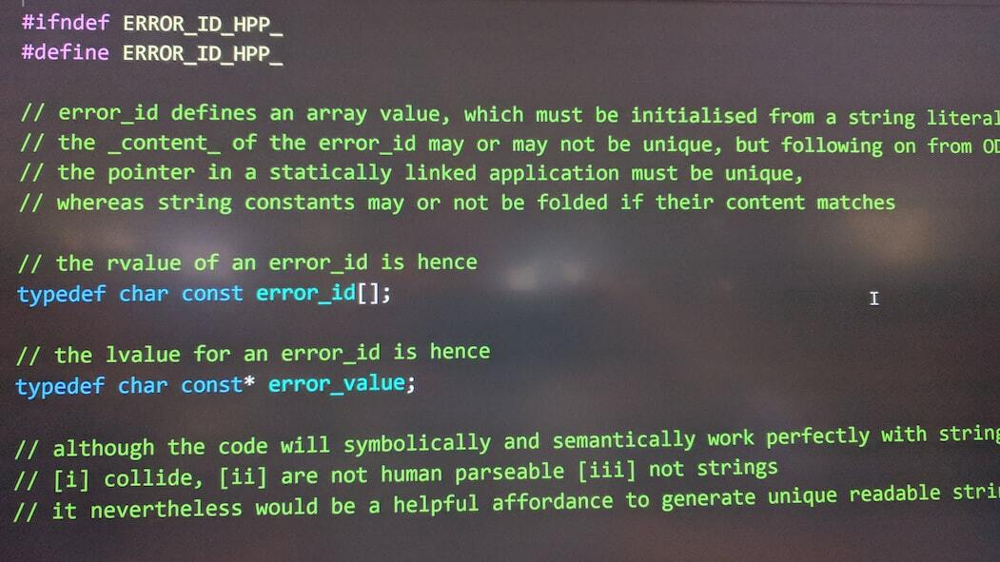 #ifndef ERROR_ID_HPP_
#define ERROR_ID_HPP_
// error_id defines an array value, which must be initialised from a string literal
// the _content_ of the error_id may or may not be unique, but following on from
// the pointer in a statically linked application must be unique,
// whereas string constants may or not be folded if their content matches
// the rvalue of an error_id is hence
typedef char const error_id[];
// the lvalue for an error_id is hence
typedef char const* error_value;
// although the code will symbolically and semantically work perfectly with
// [i] collide, [ii] are not human parseable [iii] not strings
// it nevertheless would be a helpful affordance to generate unique readable